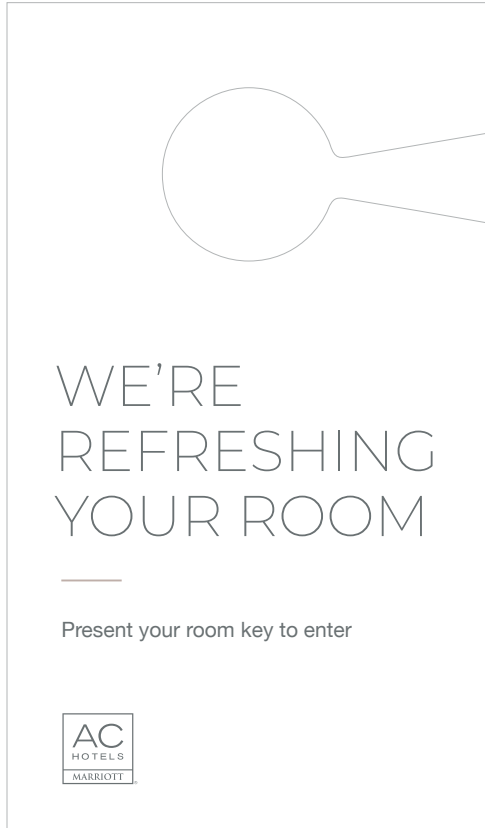 WE’RE
REFRESHING
YOUR ROOM
Present your room key to enter
AC
HOTELS
MARRIOTT®